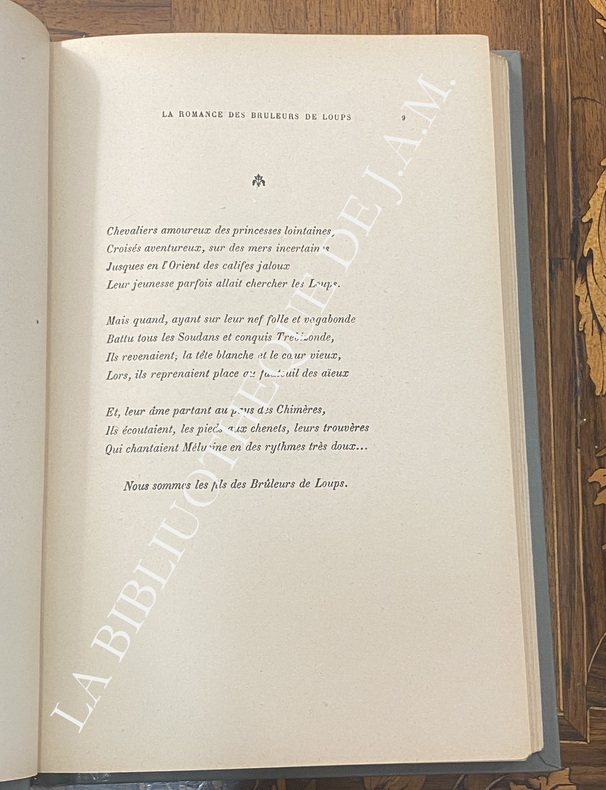 LA ROMANCE DES BRULEURS DE LOUPS 9
Chevaliers amoureux des princesses lointaines,
Croisés aventureux, sur des mers incertaines
Jusques en l'Orient des califes jaloux
Leur jeunesse parfois allait chercher les Loups.
Mais quand, ayant sur leur nef folle et vagabonde
Battu tous les Soudans et conquis Trébizonde,
Ils revenaient; la tête blanche et le cœur vieux,
Lors, ils reprenaient place au fauteuil des aïeux
Et, leur âme partant au pays des Chimères,
Ils écoutaient, les pieds aux chenets, leurs trouvères
Qui chantaient Mélusine en des rythmes très doux...
Nous sommes les fils des Brûleurs de Loups.
LA BIBLIUOTHEQUE DE J.A.M.